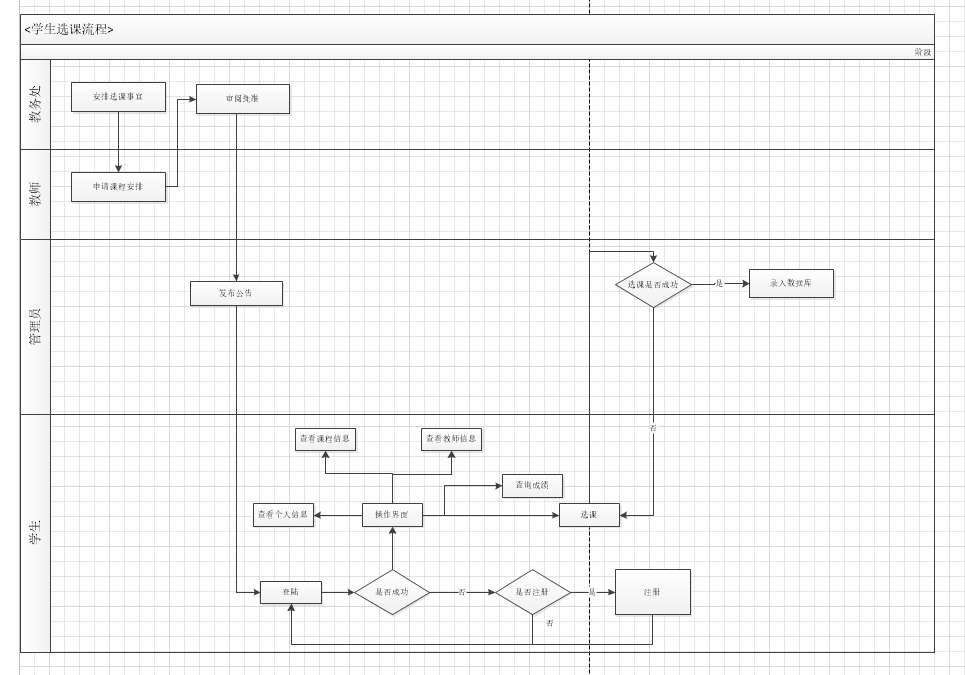 <学生选课流程>
阶段
教务处
安排选课事宜
审阅批准
教师
申请课程安排
管理员
发布公告
选课是否成功
是
录入数据库
否
学生
查看课程信息
查看教师信息
查询成绩
查看个人信息
操作界面
选课
登陆
是否成功
否
是否注册
是
注册
否